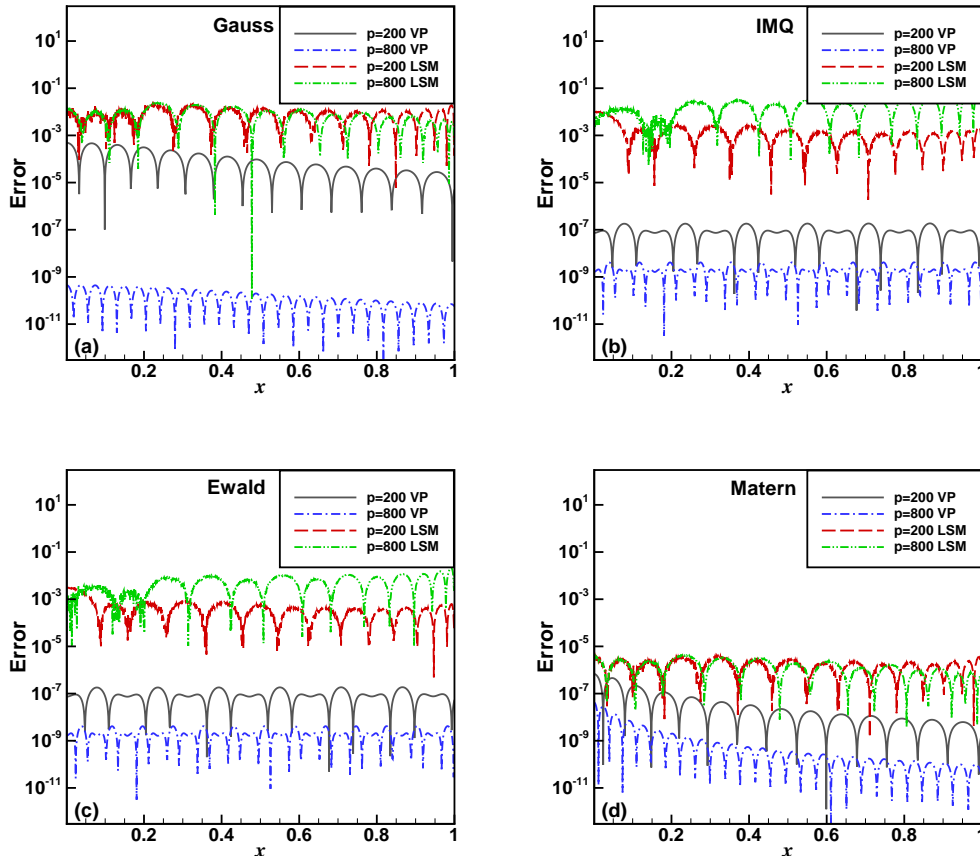 Gauss
p=200 VP
p=800 VP
p=200 LSM
p=800 LSM
10^1
10^-1
10^-3
10^-5
10^-7
10^-9
10^-11
Error
(a)
0.2 0.4 0.6 0.8 1
x
IMQ
p=200 VP
p=800 VP
p=200 LSM
p=800 LSM
10^1
10^-1
10^-3
10^-5
10^-7
10^-9
10^-11
Error
(b)
0.2 0.4 0.6 0.8 1
x
Ewald
p=200 VP
p=800 VP
p=200 LSM
p=800 LSM
10^1
10^-1
10^-3
10^-5
10^-7
10^-9
10^-11
Error
(c)
0.2 0.4 0.6 0.8 1
x
Matern
p=200 VP
p=800 VP
p=200 LSM
p=800 LSM
10^1
10^-1
10^-3
10^-5
10^-7
10^-9
10^-11
Error
(d)
0.2 0.4 0.6 0.8 1
x